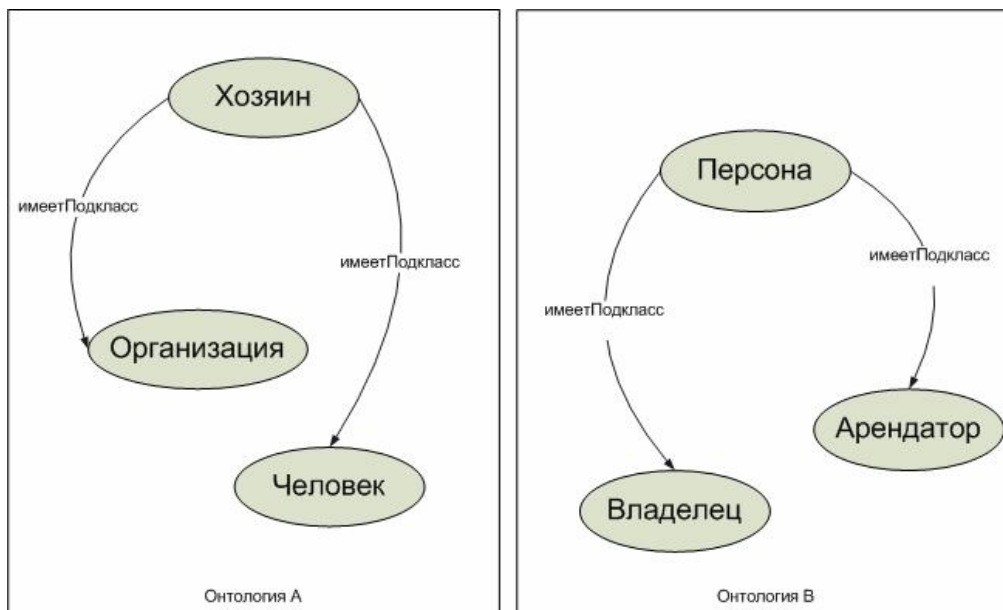 Хозяин
имеетПодкласс
имеетПодкласс
Организация
Человек
Онтология А
Персона
имеетПодкласс
имеетПодкласс
Арендатор
Владелец
Онтология В